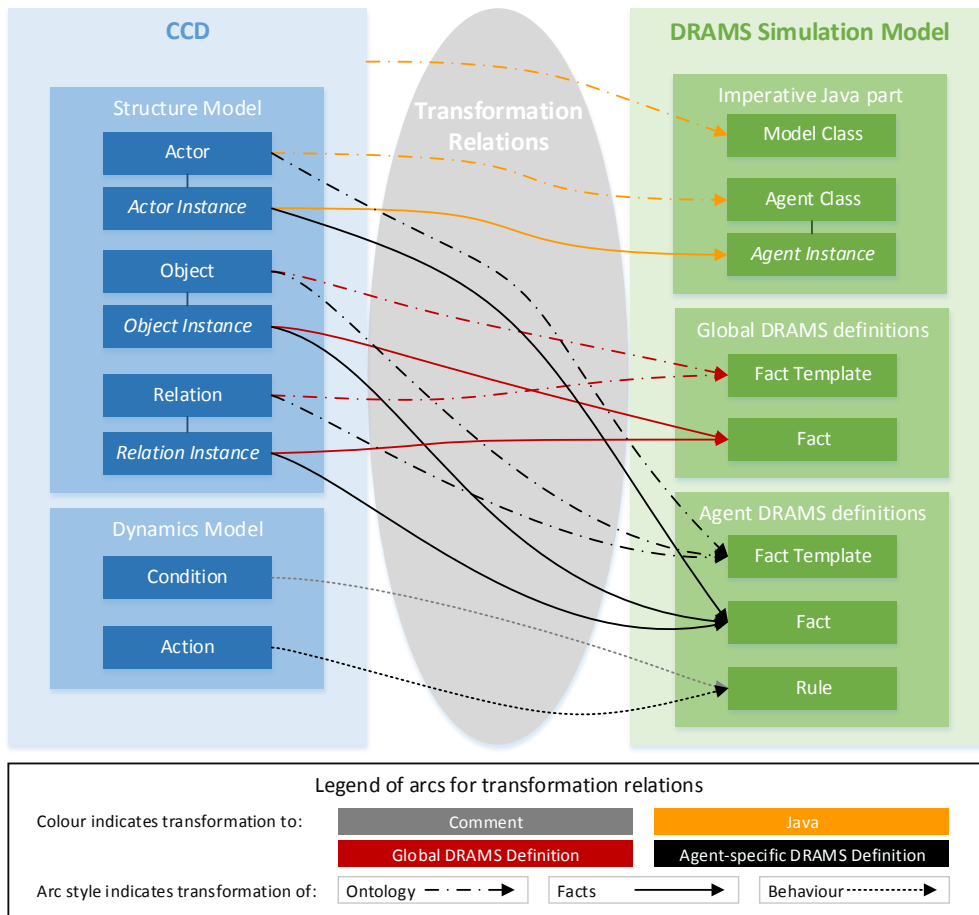 CCD
Structure Model
Actor
Actor Instance
Object
Object Instance
Relation
Relation Instance
Dynamics Model
Condition
Action
Transformation
Relations
DRAMS Simulation Model
Imperative Java part
Model Class
Agent Class
Agent Instance
Global DRAMS definitions
Fact Template
Fact
Agent DRAMS definitions
Fact Template
Fact
Rule
Legend of arcs for transformation relations
Colour indicates transformation to:
Comment
Java
Global DRAMS Definition
Agent-specific DRAMS Definition
Arc style indicates transformation of:
Ontology
Facts
Behaviour